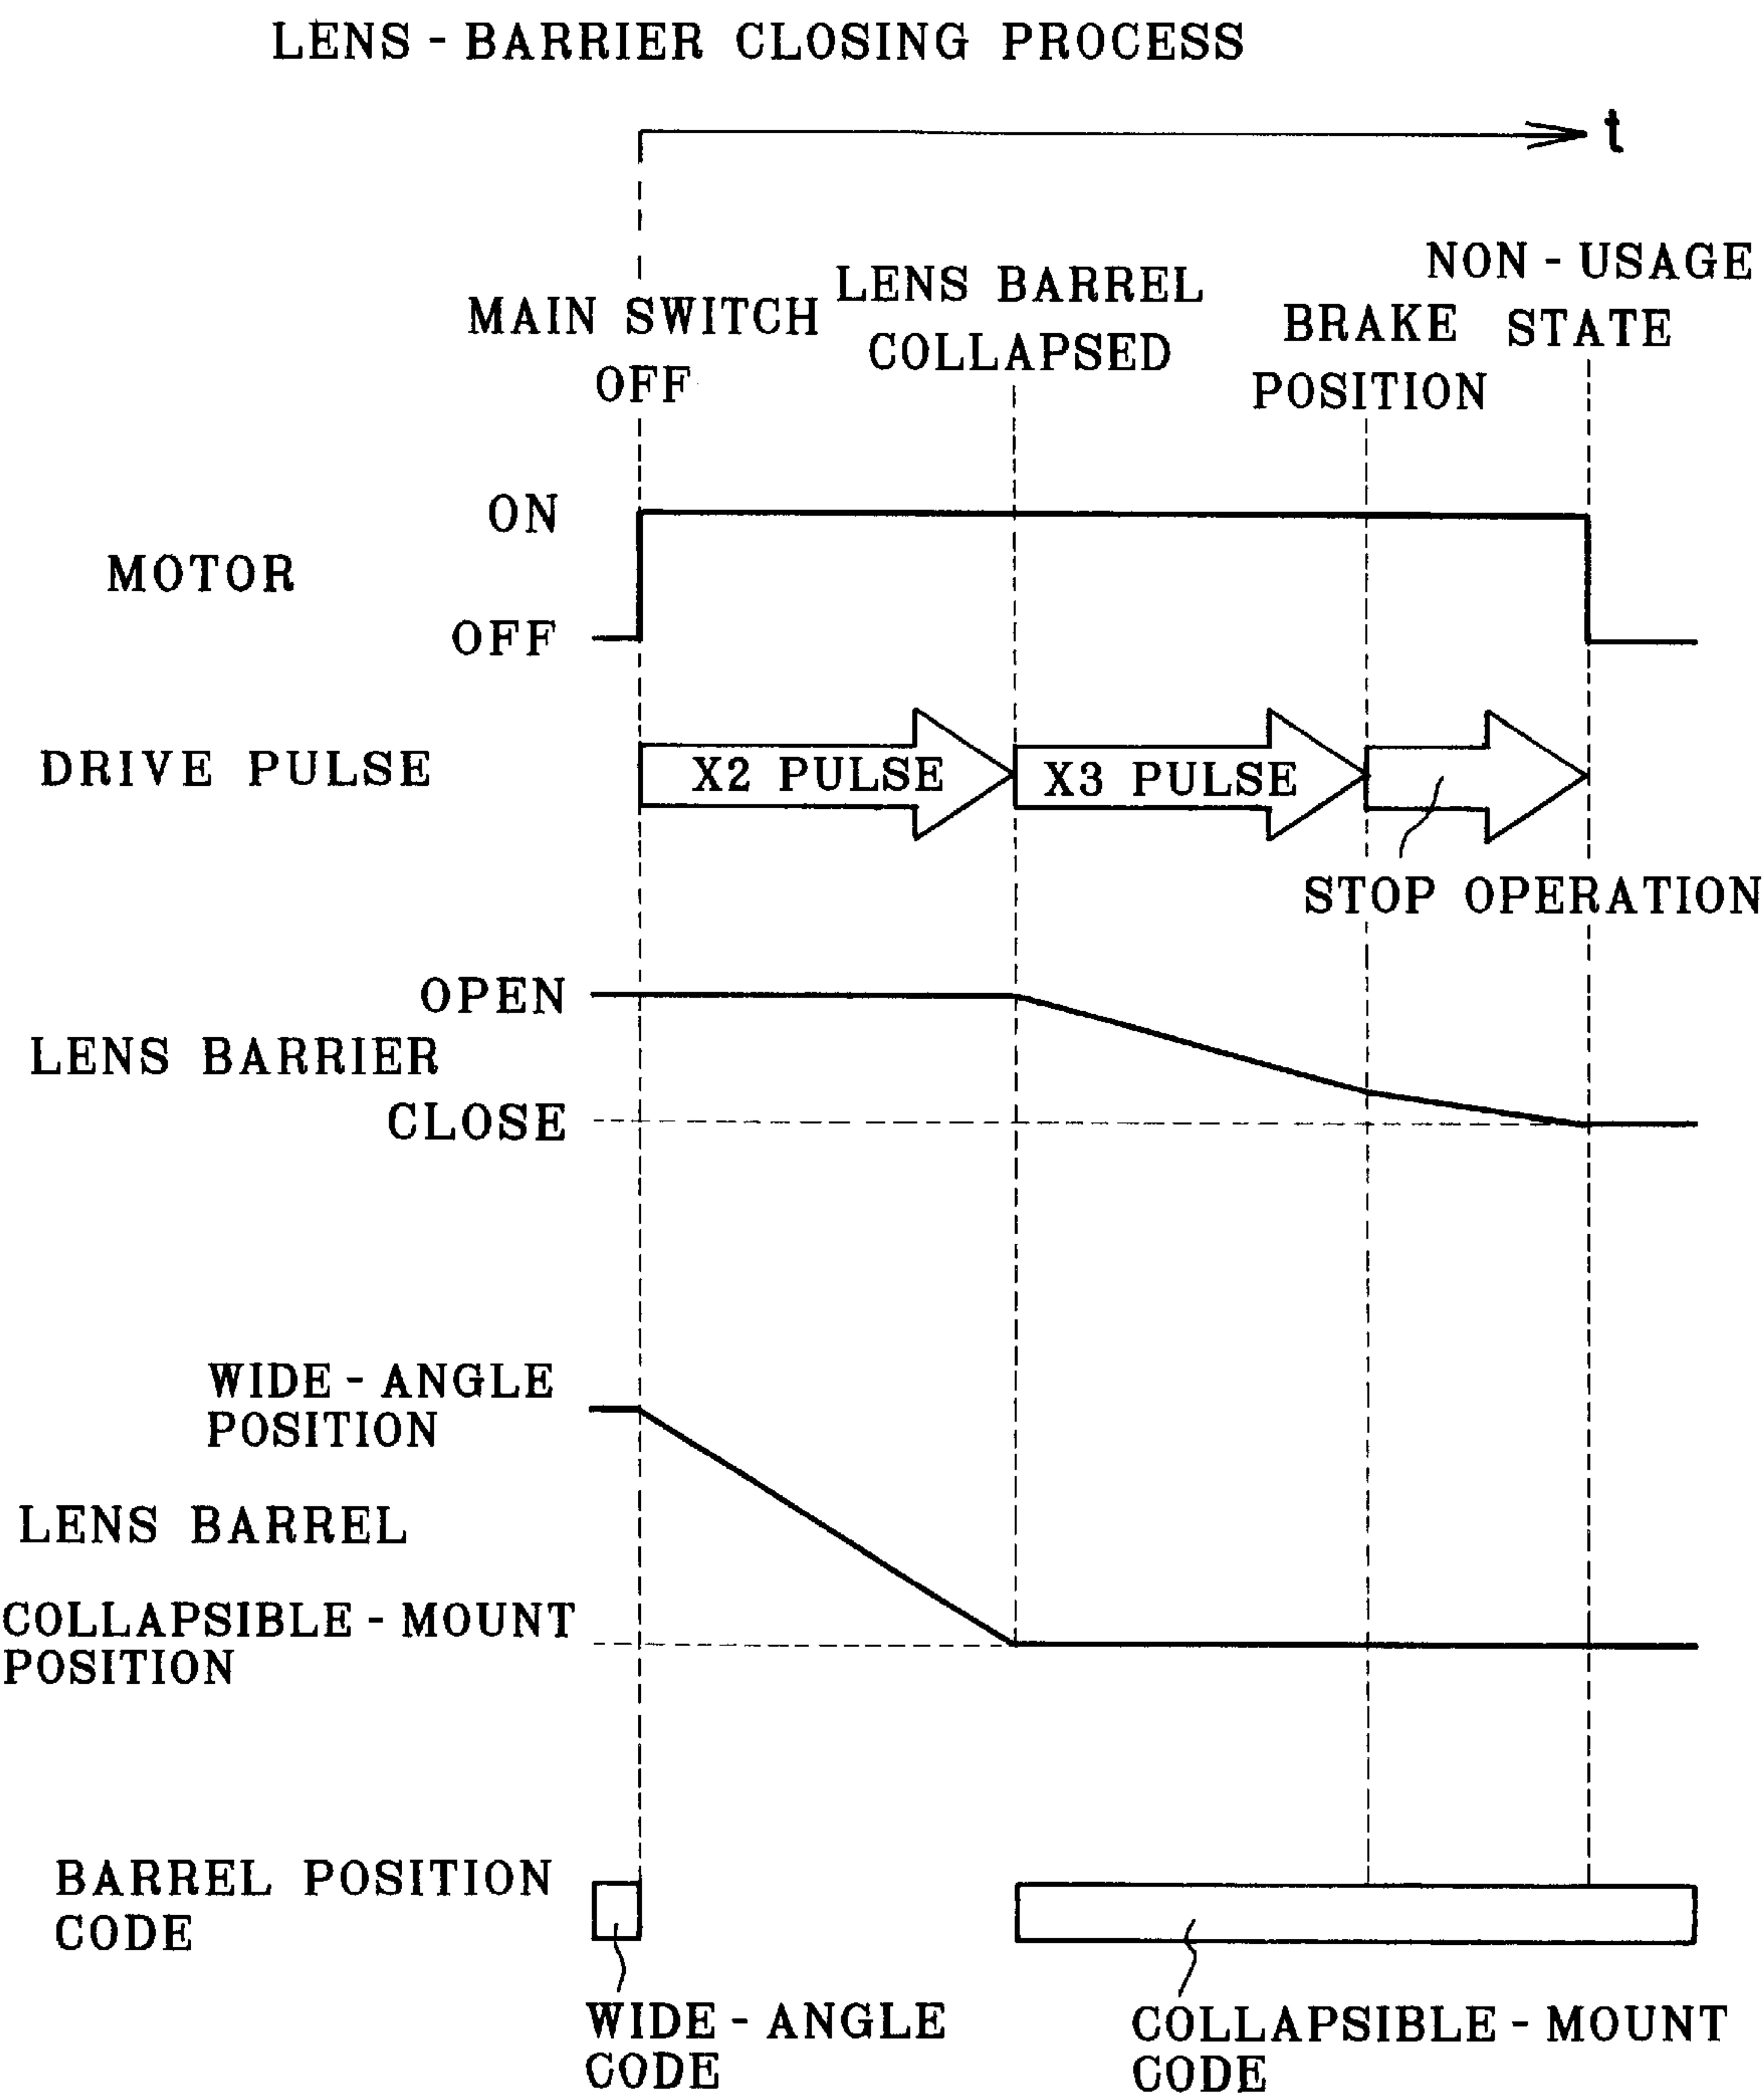 LENS - BARRIER CLOSING PROCESS
t
MAIN SWITCH
OFF
LENS BARREL
COLLAPSED
BRAKE
POSITION
NON - USAGE
STATE
ON
MOTOR
OFF
DRIVE PULSE
X2 PULSE
X3 PULSE
STOP OPERATION
OPEN
LENS BARRIER
CLOSE
WIDE - ANGLE
POSITION
LENS BARREL
COLLAPSIBLE - MOUNT
POSITION
BARREL POSITION
CODE
WIDE - ANGLE
CODE
COLLAPSIBLE - MOUNT
CODE